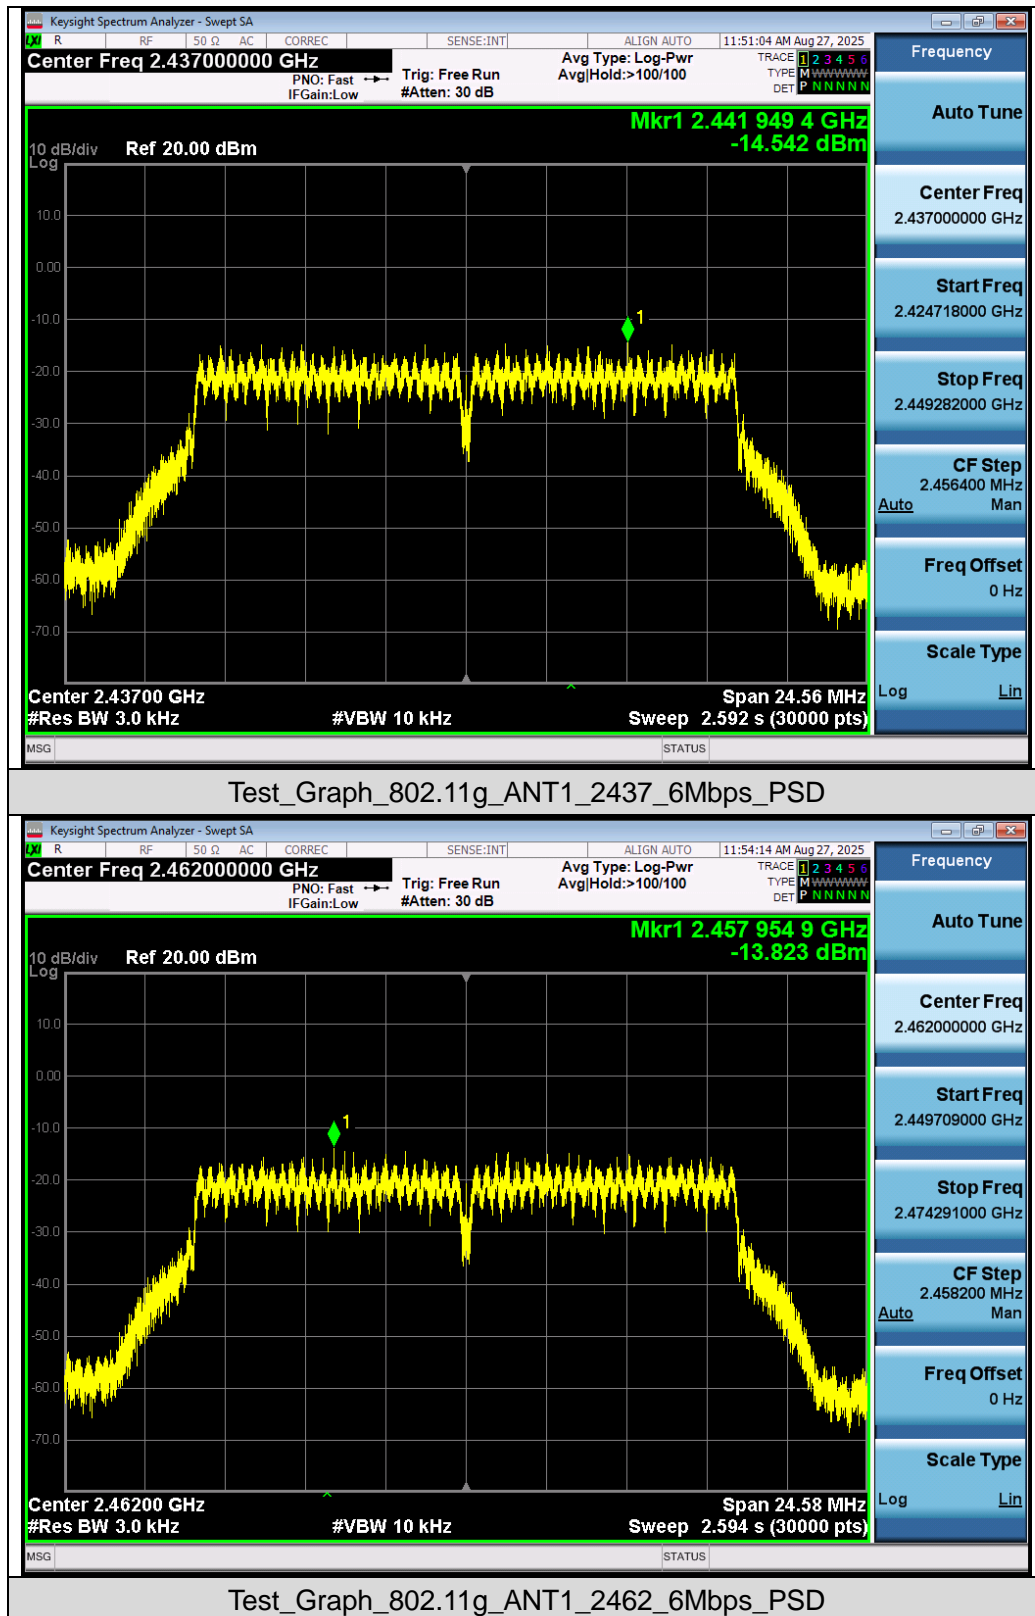 Keysight Spectrum Analyzer - Swept SA
LXI R RF 50 Ω AC CORREC SENSE:INT ALIGN AUTO 11:51:04 AM Aug 27, 2025
Center Freq 2.437000000 GHz
PNO: Fast
IFGain:Low
Trig: Free Run
#Atten: 30 dB
Avg Type: Log-Pwr
Avg|Hold:>100/100
TRACE 1 2 3 4 5 6
TYPE M W W W W W
DET P N N N N N
Mkr1 2.441 949 4 GHz
-14.542 dBm
10 dB/div Ref 20.00 dBm
Log
10.0
0.00
-10.0
-20.0
-30.0
-40.0
-50.0
-60.0
-70.0
1
Center 2.43700 GHz Span 24.56 MHz
#Res BW 3.0 kHz #VBW 10 kHz Sweep 2.592 s (30000 pts)
MSG STATUS
Frequency
Auto Tune
Center Freq
2.437000000 GHz
Start Freq
2.424718000 GHz
Stop Freq
2.449282000 GHz
CF Step
2.456400 MHz
Auto Man
Freq Offset
0 Hz
Scale Type
Log Lin
Test_Graph_802.11g_ANT1_2437_6Mbps_PSD
Keysight Spectrum Analyzer - Swept SA
LXI R RF 50 Ω AC CORREC SENSE:INT ALIGN AUTO 11:54:14 AM Aug 27, 2025
Center Freq 2.462000000 GHz
PNO: Fast
IFGain:Low
Trig: Free Run
#Atten: 30 dB
Avg Type: Log-Pwr
Avg|Hold:>100/100
TRACE 1 2 3 4 5 6
TYPE M W W W W W
DET P N N N N N
Mkr1 2.457 954 9 GHz
-13.823 dBm
10 dB/div Ref 20.00 dBm
Log
10.0
0.00
-10.0
-20.0
-30.0
-40.0
-50.0
-60.0
-70.0
1
Center 2.46200 GHz Span 24.58 MHz
#Res BW 3.0 kHz #VBW 10 kHz Sweep 2.594 s (30000 pts)
MSG STATUS
Frequency
Auto Tune
Center Freq
2.462000000 GHz
Start Freq
2.449709000 GHz
Stop Freq
2.474291000 GHz
CF Step
2.458200 MHz
Auto Man
Freq Offset
0 Hz
Scale Type
Log Lin
Test_Graph_802.11g_ANT1_2462_6Mbps_PSD